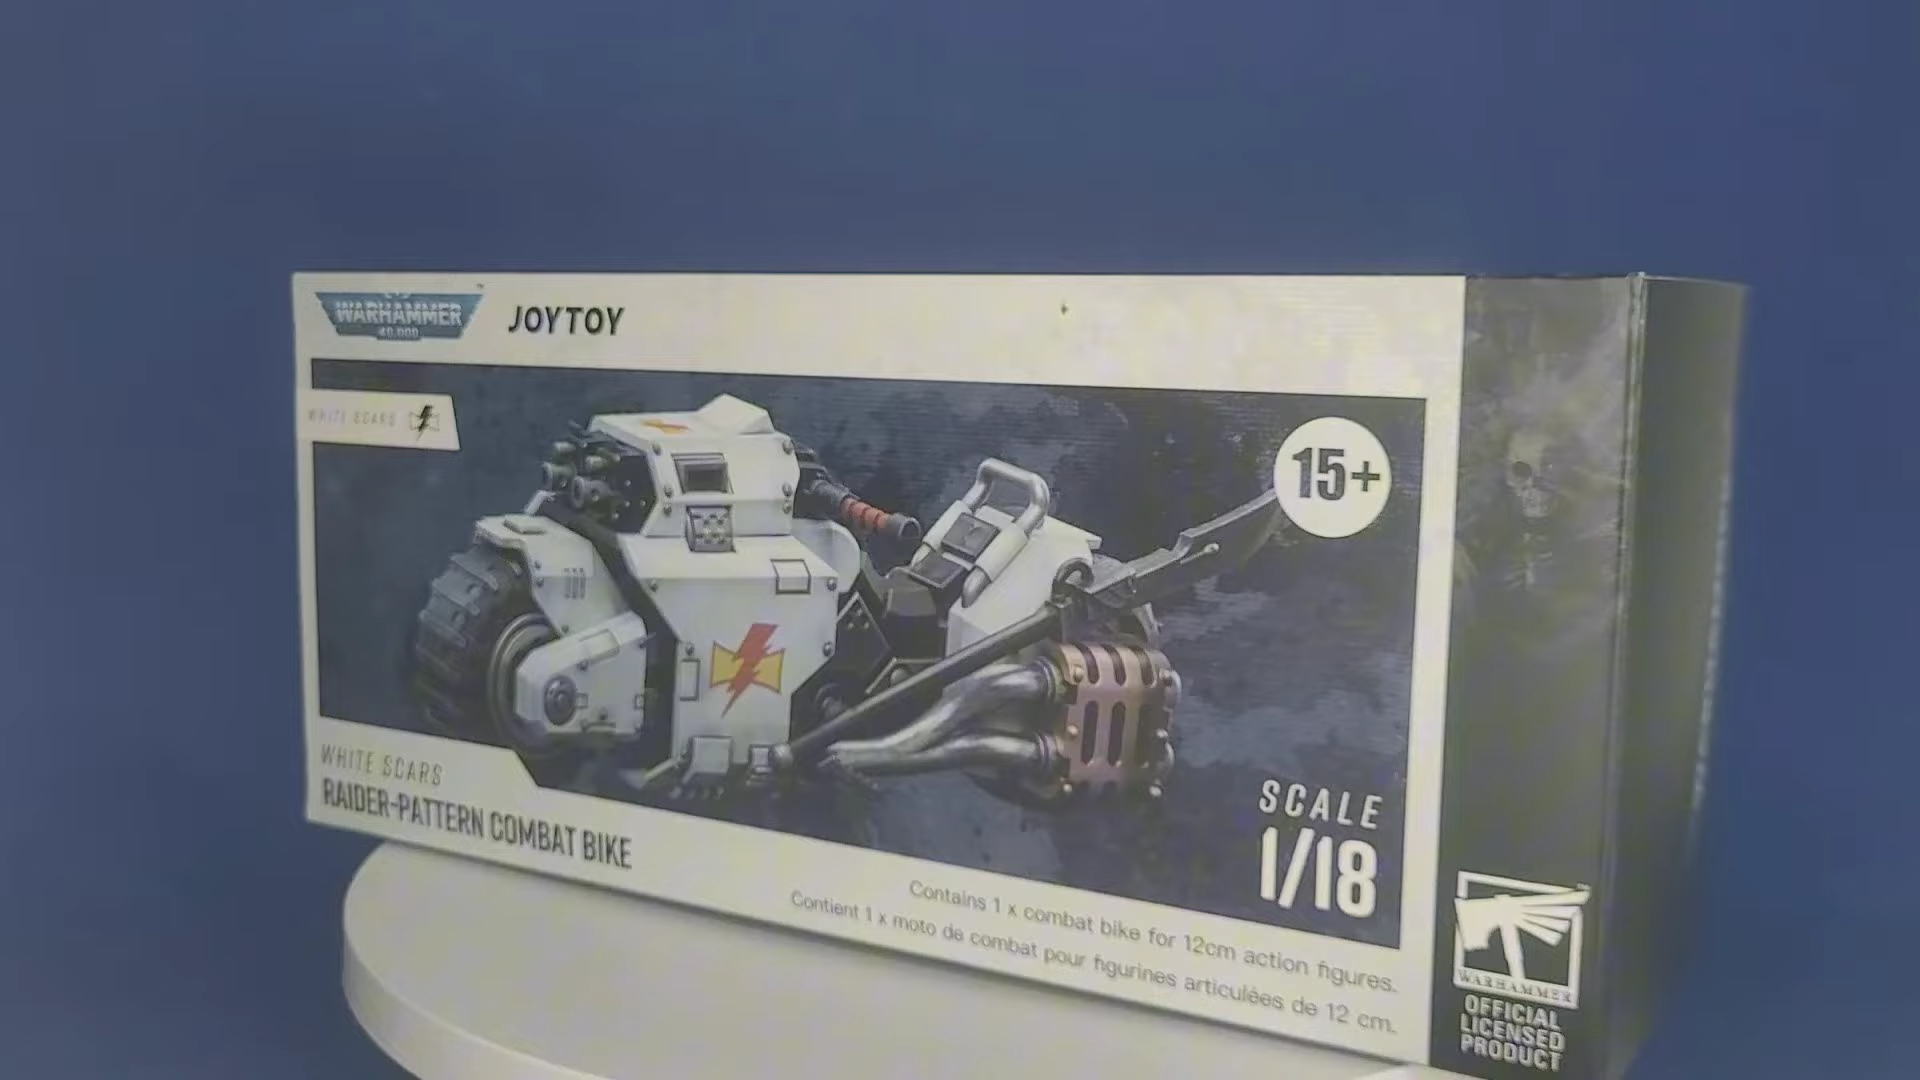 WARHAMMER
40,000
JOYTOY
WHITE SCARS
15+
WHITE SCARS
RAIDER-PATTERN COMBAT BIKE
SCALE
1/18
Contains 1 x combat bike for 12cm action figures.
Contient 1 x moto de combat pour figurines articulées de 12 cm.
WARHAMMER
OFFICIAL
LICENSED
PRODUCT